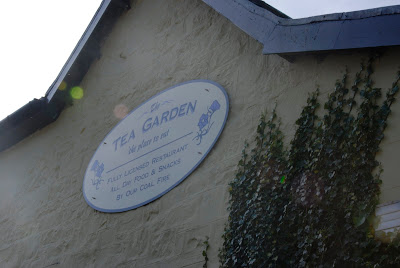 The
TEA GARDEN
the place to eat
FULLY LICENSED RESTAURANT
ALL DAY FOOD & SNACKS
BY OUR COAL FIRE